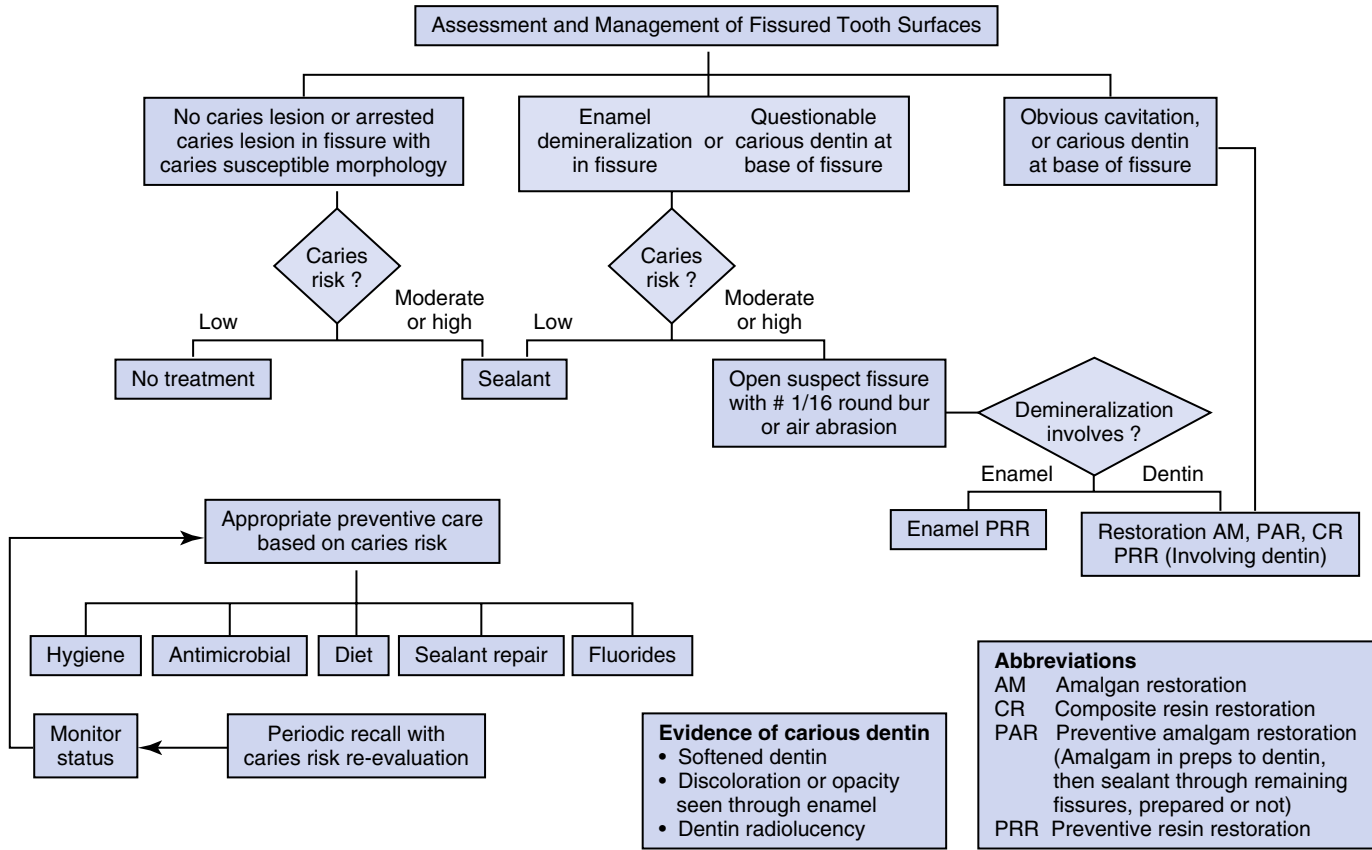 Assessment and Management of Fissured Tooth Surfaces
No caries lesion or arrested
caries lesion in fissure with
caries susceptible morphology
Enamel
demineralization
in fissure
or
Questionable
carious dentin at
base of fissure
Obvious cavitation,
or carious dentin
at base of fissure
Caries
risk ?
Low
Moderate
or high
Caries
risk ?
Low
Moderate
or high
No treatment
Sealant
Open suspect fissure
with # 1/16 round bur
or air abrasion
Demineralization
involves ?
Enamel
Dentin
Enamel PRR
Restoration AM, PAR, CR
PRR (Involving dentin)
Appropriate preventive care
based on caries risk
Hygiene
Antimicrobial
Diet
Sealant repair
Fluorides
Monitor
status
Periodic recall with
caries risk re-evaluation
Evidence of carious dentin
• Softened dentin
• Discoloration or opacity
seen through enamel
• Dentin radiolucency
Abbreviations
AM Amalgan restoration
CR Composite resin restoration
PAR Preventive amalgam restoration
(Amalgam in preps to dentin,
then sealant through remaining
fissures, prepared or not)
PRR Preventive resin restoration